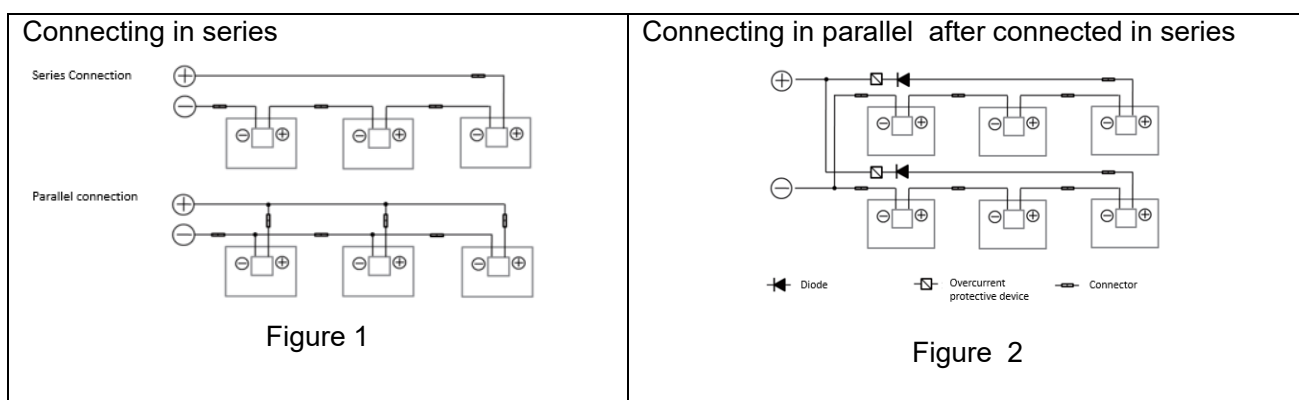 Connecting in series
Series Connection
+
−
− +
− +
− +
Parallel connection
+
−
− +
− +
− +
Figure 1
Connecting in parallel after connected in series
+
− +
− +
− +
−
− +
− +
− +
Diode
Overcurrent
protective device
Connector
Figure 2